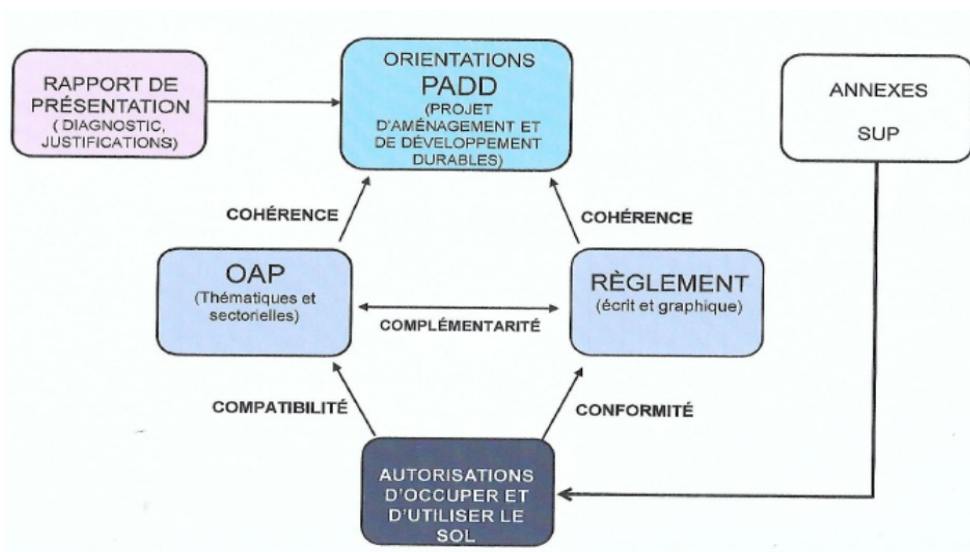 RAPPORT DE
PRÉSENTATION
( DIAGNOSTIC,
JUSTIFICATIONS)
ORIENTATIONS
PADD
(PROJET
D'AMÉNAGEMENT ET
DE DÉVELOPPEMENT
DURABLES)
ANNEXES
SUP
COHÉRENCE
COHÉRENCE
OAP
(Thématiques et
sectorielles)
RÈGLEMENT
(écrit et graphique)
COMPLÉMENTARITÉ
COMPATIBILITÉ
CONFORMITÉ
AUTORISATIONS
D'OCCUPER ET
D'UTILISER LE
SOL